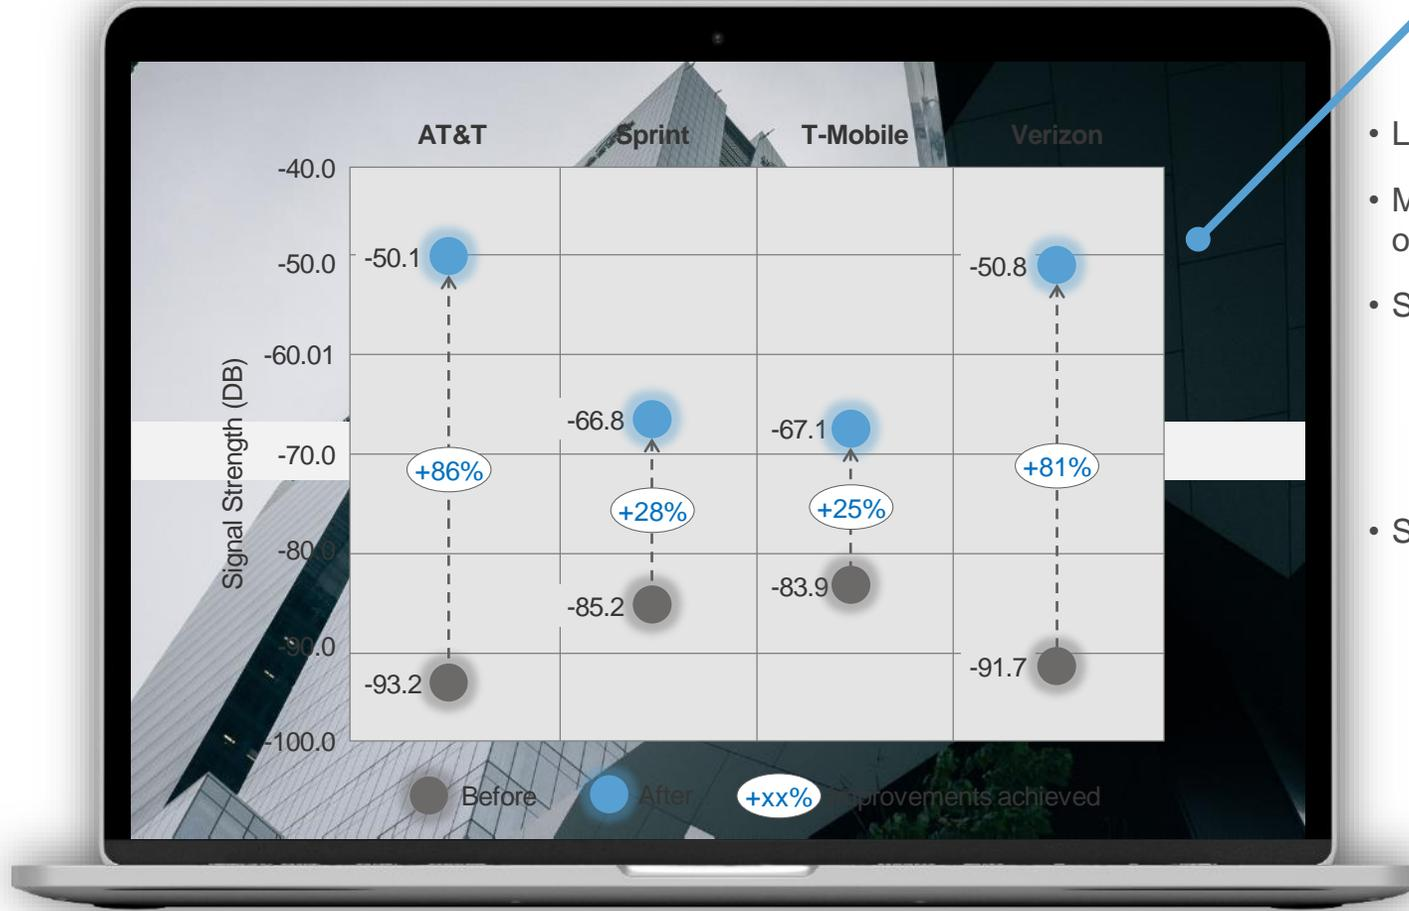 AT&T Sprint T-Mobile Verizon
-40.0
-50.0
-60.01
-70.0
-80.0
-90.0
-100.0
Signal Strength (DB)
-50.1
-50.8
-66.8
-67.1
+86%
+81%
+28%
+25%
-83.9
-85.2
-91.7
-93.2
Before After +xx% Improvements achieved
• L
• M
o
• S
• S